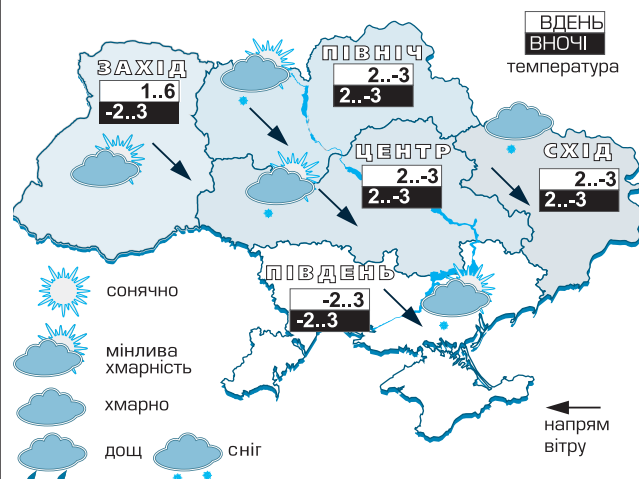 ВДЕНЬ
ВНОЧІ
температура
ЗАХІД
1..6
-2..3
ПІВНІЧ
2..-3
2..-3
ЦЕНТР
2..-3
2..-3
СХІД
2..-3
2..-3
ПІВДЕНЬ
-2..3
-2..3
сонячно
мінлива
хмарність
хмарно
дощ
сніг
напрям
вітру